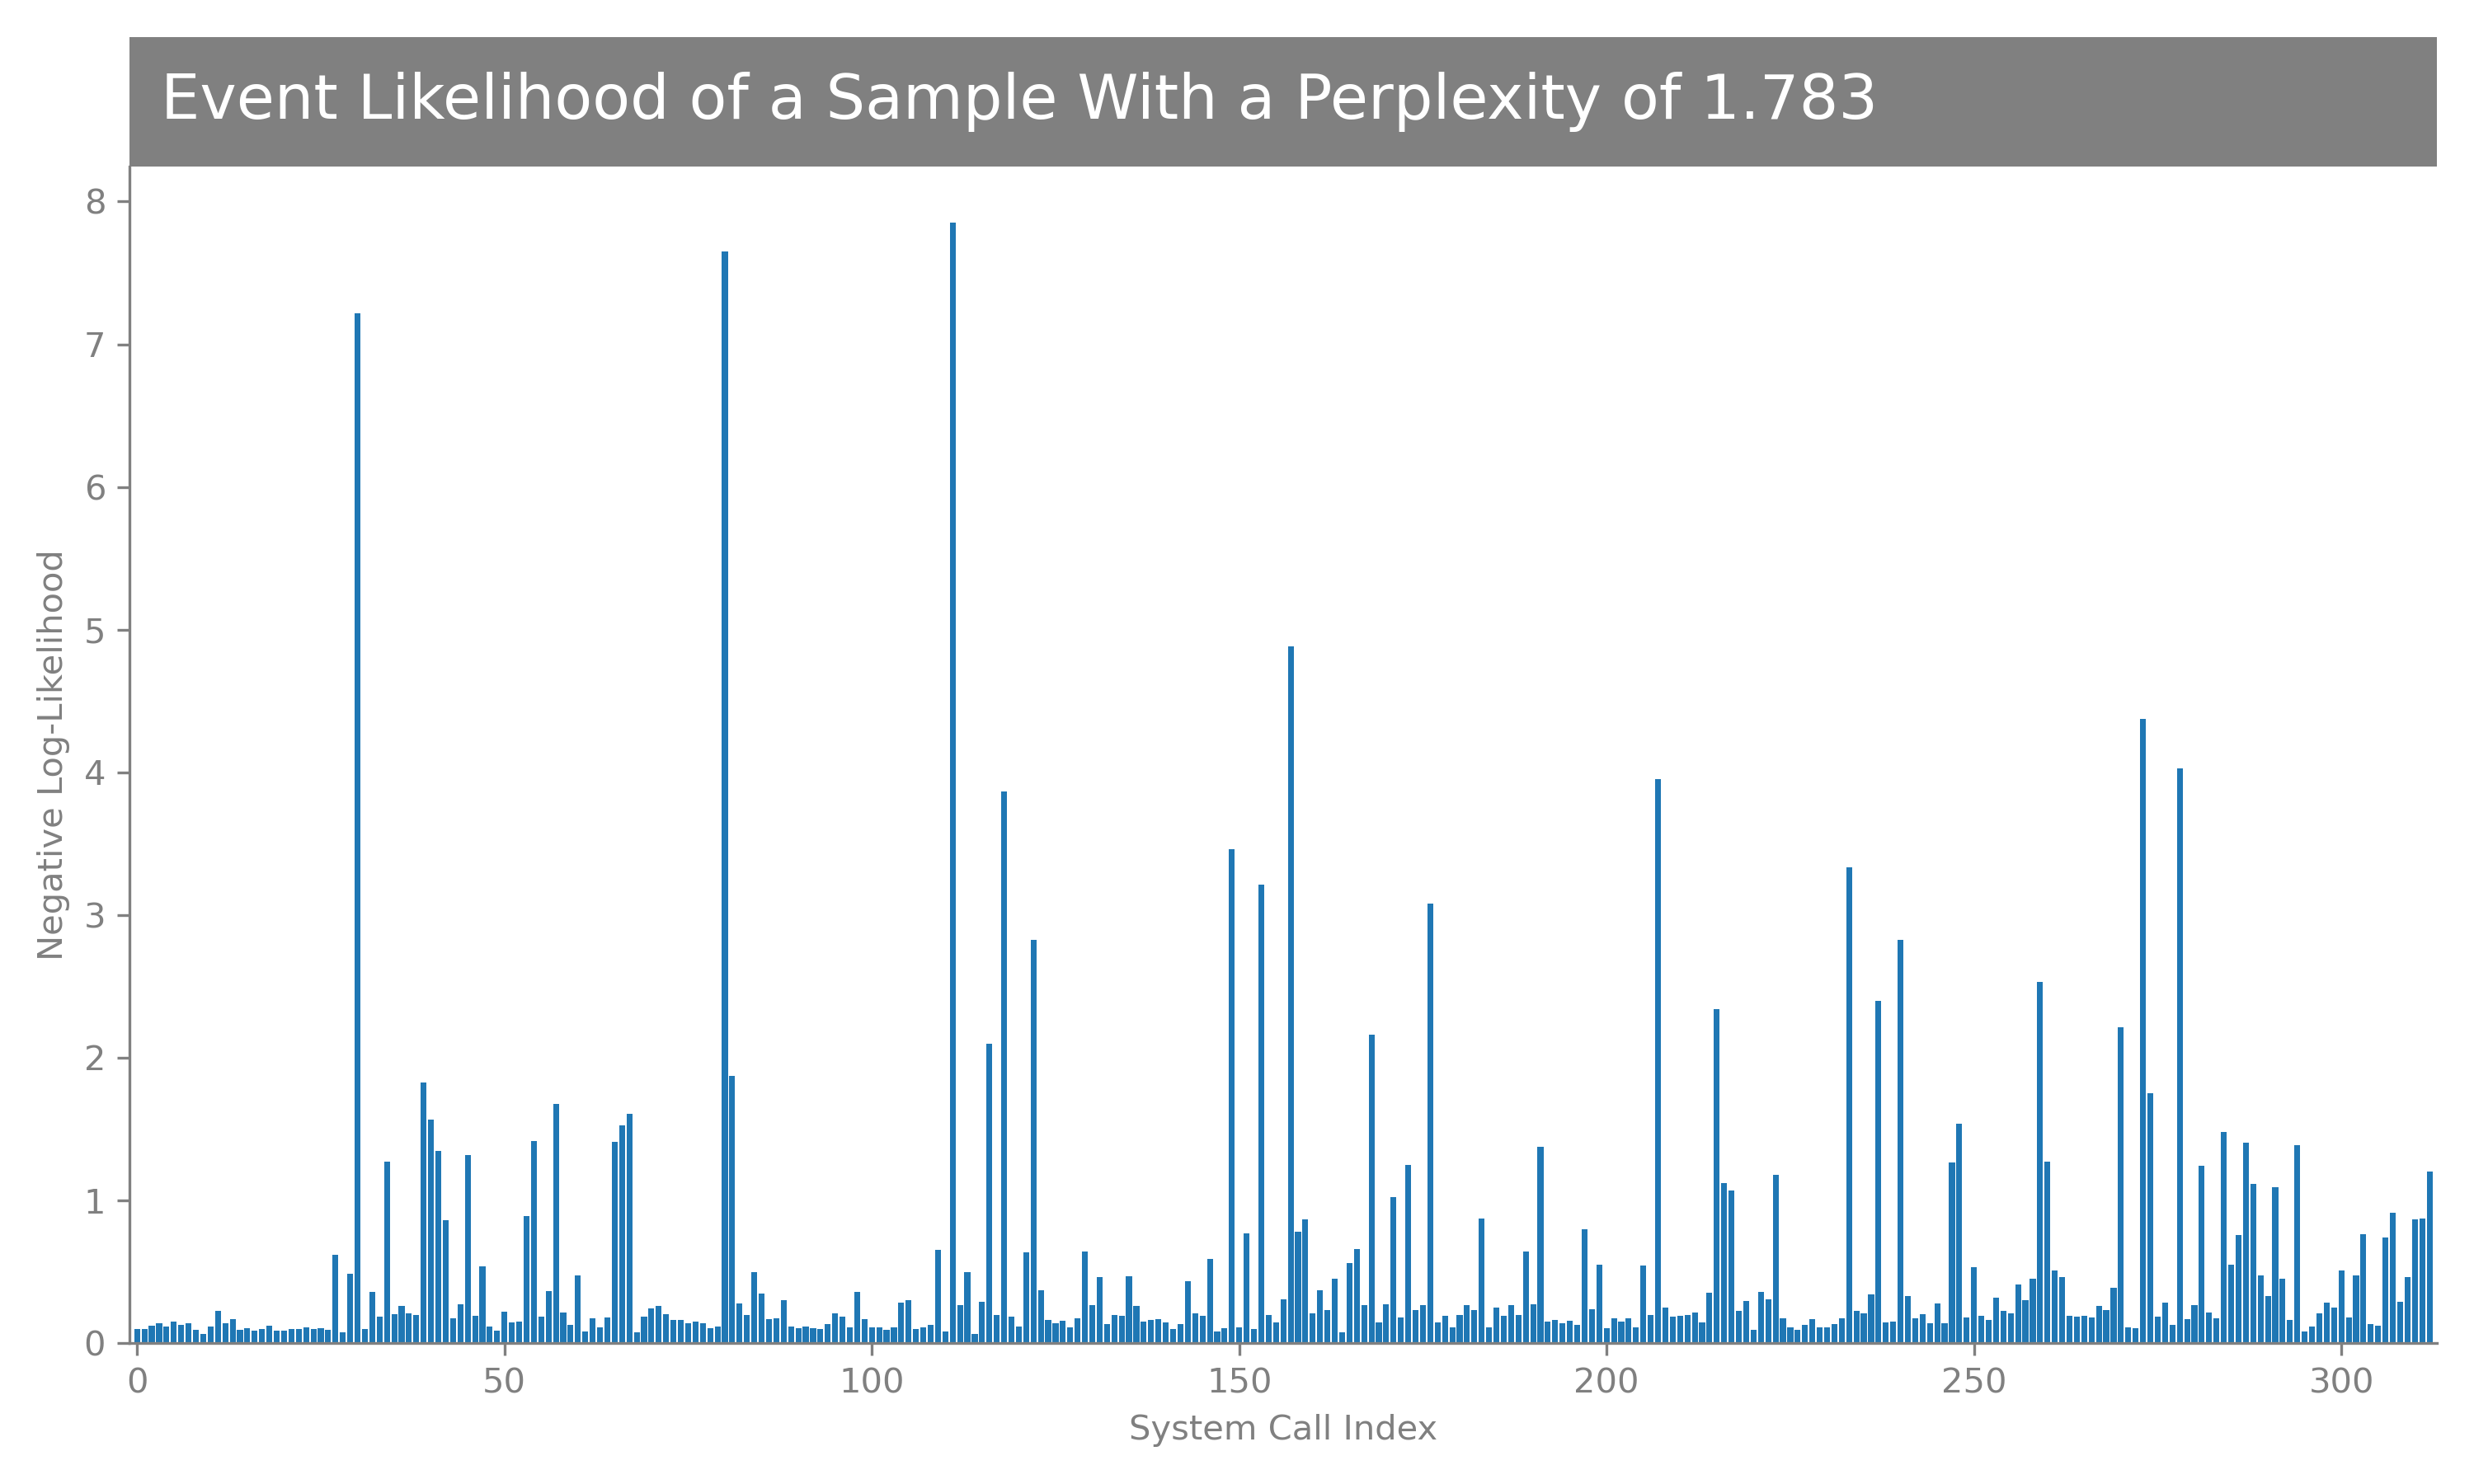 Event Likelihood of a Sample With a Perplexity of 1.783
8
7
6
5
4
3
2
1
0
Negative Log-Likelihood
0 50 100 150 200 250 300
System Call Index